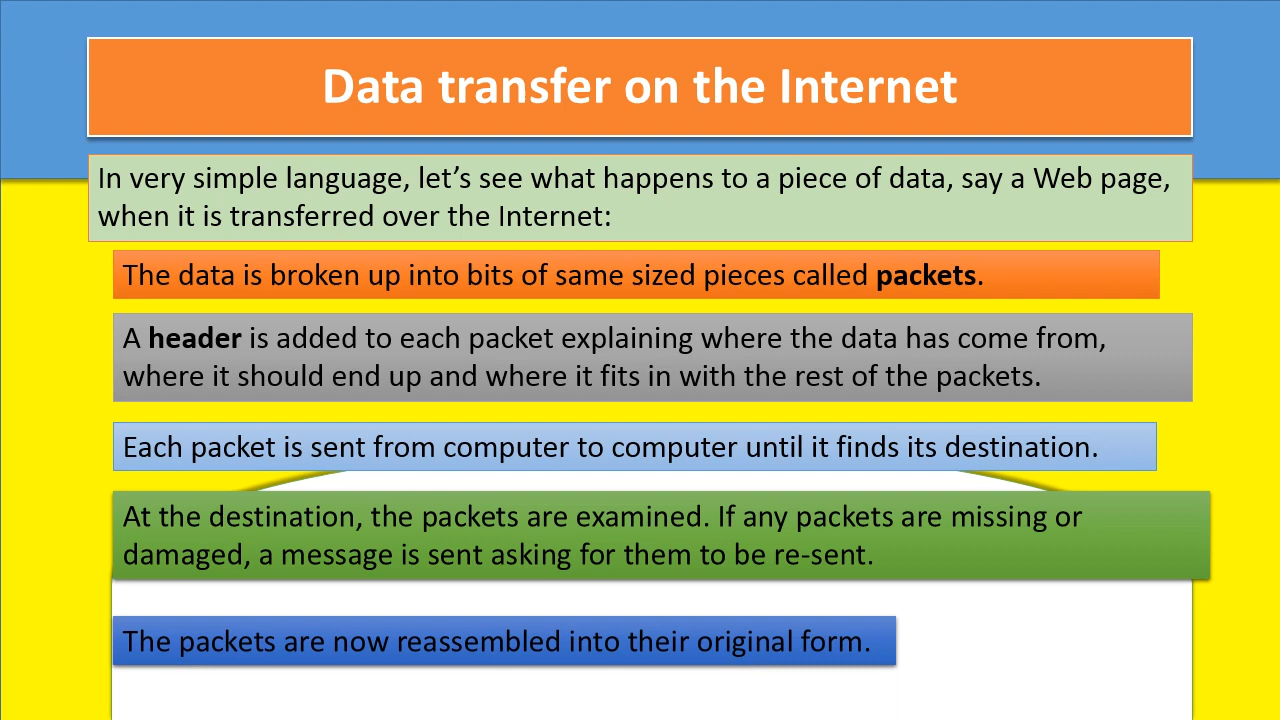 Data transfer on the Internet
In very simple language, let’s see what happens to a piece of data, say a Web page,
when it is transferred over the Internet:
The data is broken up into bits of same sized pieces called packets.
A header is added to each packet explaining where the data has come from,
where it should end up and where it fits in with the rest of the packets.
Each packet is sent from computer to computer until it finds its destination.
At the destination, the packets are examined. If any packets are missing or
damaged, a message is sent asking for them to be re-sent.
The packets are now reassembled into their original form.